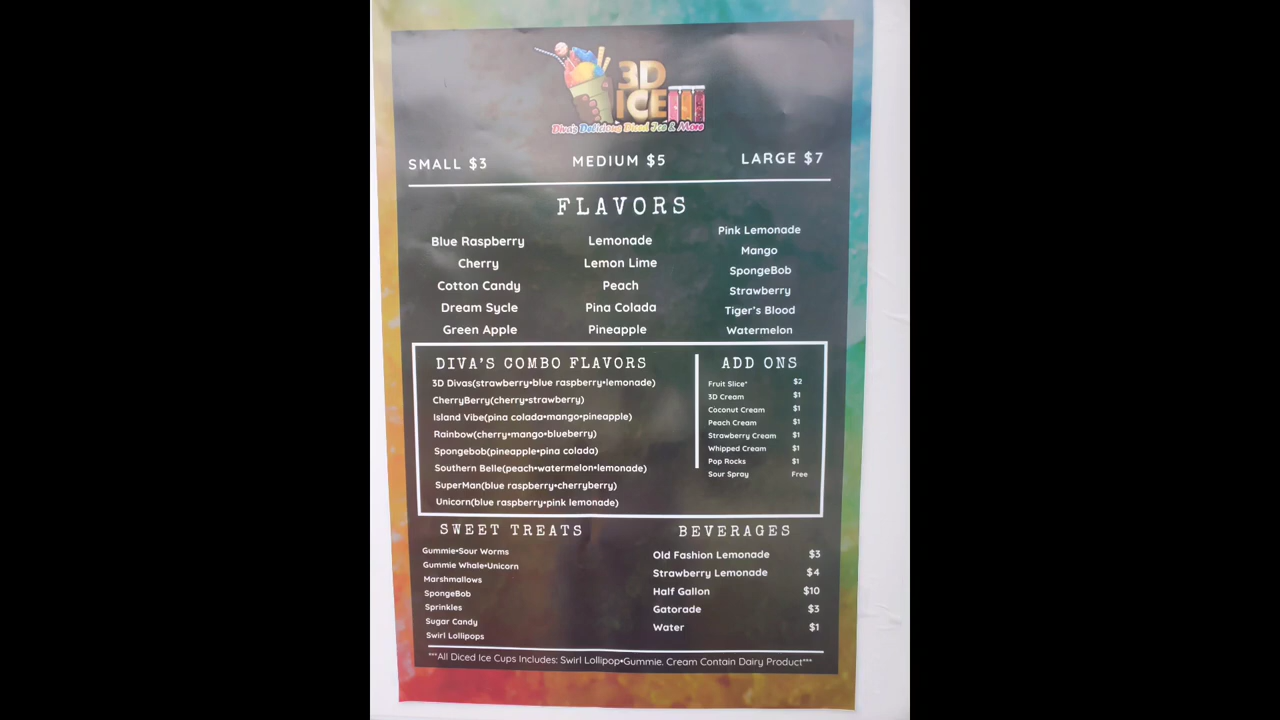 3D
ICE
Diva's Delicious Diced Ice & More
SMALL $3 MEDIUM $5 LARGE $7
FLAVORS
Blue Raspberry
Cherry
Cotton Candy
Dream Sycle
Green Apple
Lemonade
Lemon Lime
Peach
Pina Colada
Pineapple
Pink Lemonade
Mango
SpongeBob
Strawberry
Tiger's Blood
Watermelon
DIVA'S COMBO FLAVORS
3D Divas(strawberry•blue raspberry•lemonade)
CherryBerry(cherry•strawberry)
Island Vibe(pina colada•mango•pineapple)
Rainbow(cherry•mango•blueberry)
Spongebob(pineapple•pina colada)
Southern Belle(peach•watermelon•lemonade)
SuperMan(blue raspberry•cherryberry)
Unicorn(blue raspberry•pink lemonade)
ADD ONS
Fruit Slice* $2
3D Cream $1
Coconut Cream $1
Peach Cream $1
Strawberry Cream $1
Whipped Cream $1
Pop Rocks $1
Sour Spray Free
SWEET TREATS
Gummie•Sour Worms
Gummie Whale•Unicorn
Marshmallows
SpongeBob
Sprinkles
Sugar Candy
Swirl Lollipops
BEVERAGES
Old Fashion Lemonade $3
Strawberry Lemonade $4
Half Gallon $10
Gatorade $3
Water $1
***All Diced Ice Cups Includes: Swirl Lollipop•Gummie. Cream Contain Dairy Product***